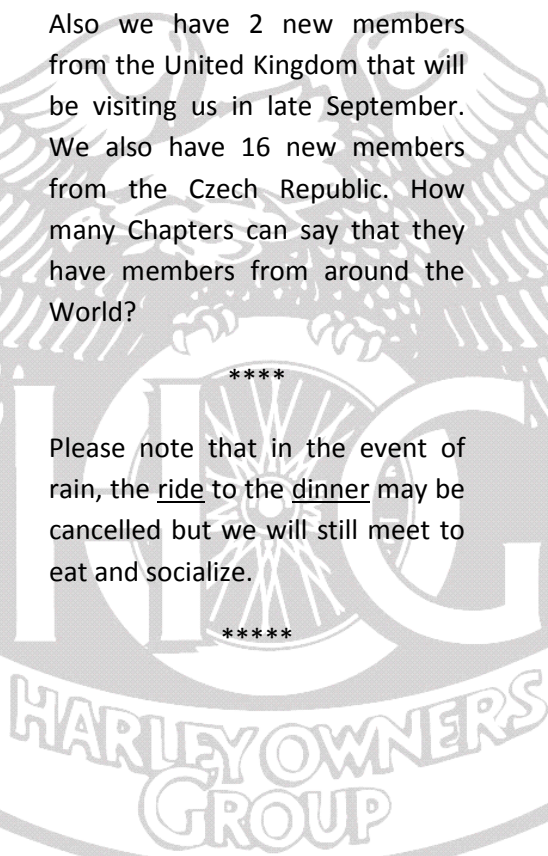 Also we have 2 new members
from the United Kingdom that will
be visiting us in late September.
We also have 16 new members
from the Czech Republic. How
many Chapters can say that they
have members from around the
World?
****
Please note that in the event of
rain, the ride to the dinner may be
cancelled but we will still meet to
eat and socialize.
*****
HOG
HARLEY OWNERS
GROUP